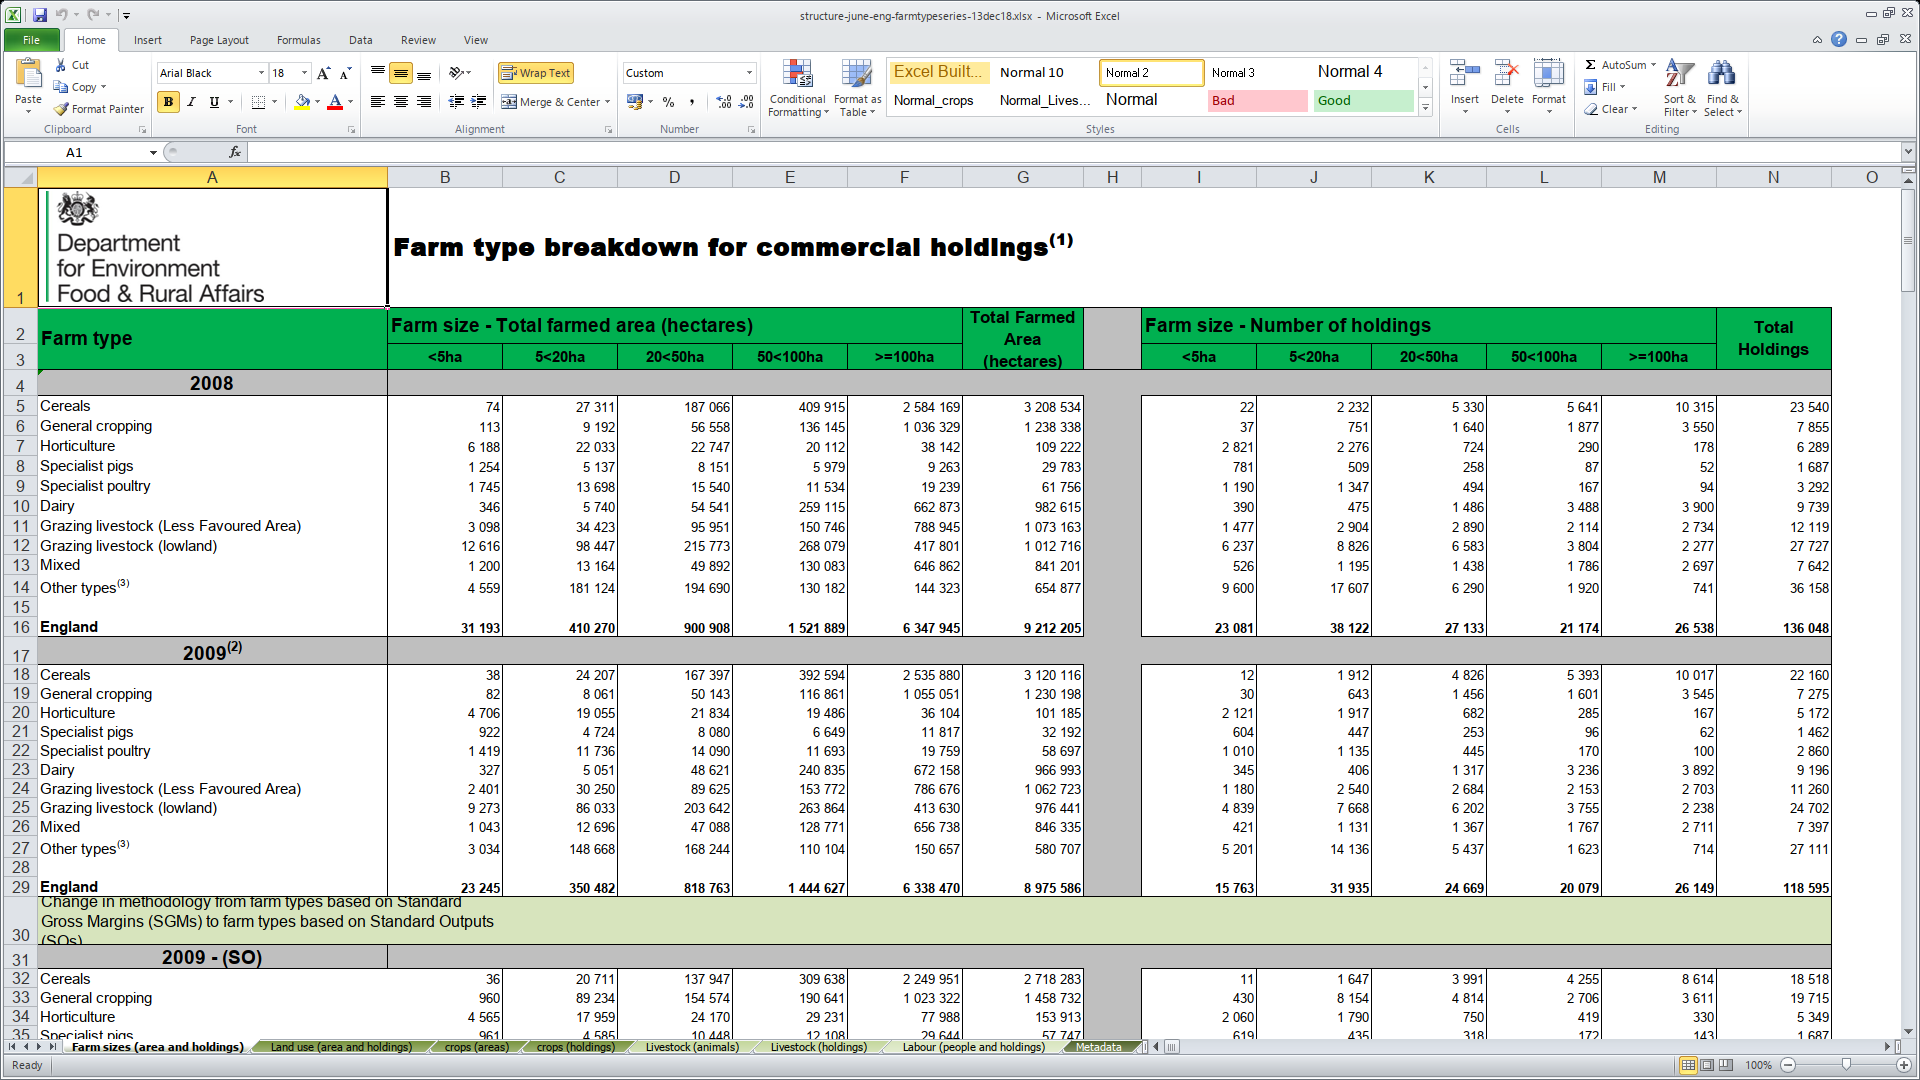 structure-june-eng-farmtypeseries-13dec18.xlsx - Microsoft Excel
File Home Insert Page Layout Formulas Data Review View
Paste Cut Copy Format Painter Clipboard
Arial Black 18 B I U Font
Wrap Text Merge & Center Alignment
Custom % , Number
Conditional Formatting Format as Table
Excel Built... Normal 10 Normal 2 Normal 3 Normal 4
Normal_crops Normal_Lives... Normal Bad Good
Styles
Insert Delete Format Cells
AutoSum Fill Clear Sort & Filter Find & Select Editing
A1 fx
A B C D E F G H I J K L M N O
1 Department for Environment Food & Rural Affairs Farm type breakdown for commercial holdings(1)
2 Farm type Farm size - Total farmed area (hectares) Total Farmed Area (hectares) Farm size - Number of holdings Total Holdings
3 <5ha 5<20ha 20<50ha 50<100ha >=100ha <5ha 5<20ha 20<50ha 50<100ha >=100ha
4 2008
5 Cereals 74 27 311 187 066 409 915 2 584 169 3 208 534 22 2 232 5 330 5 641 10 315 23 540
6 General cropping 113 9 192 56 558 136 145 1 036 329 1 238 338 37 751 1 640 1 877 3 550 7 855
7 Horticulture 6 188 22 033 22 747 20 112 38 142 109 222 2 821 2 276 724 290 178 6 289
8 Specialist pigs 1 254 5 137 8 151 5 979 9 263 29 783 781 509 258 87 52 1 687
9 Specialist poultry 1 745 13 698 15 540 11 534 19 239 61 756 1 190 1 347 494 167 94 3 292
10 Dairy 346 5 740 54 541 259 115 662 873 982 615 390 475 1 486 3 488 3 900 9 739
11 Grazing livestock (Less Favoured Area) 3 098 34 423 95 951 150 746 788 945 1 073 163 1 477 2 904 2 890 2 114 2 734 12 119
12 Grazing livestock (lowland) 12 616 98 447 215 773 268 079 417 801 1 012 716 6 237 8 826 6 583 3 804 2 277 27 727
13 Mixed 1 200 13 164 49 892 130 083 646 862 841 201 526 1 195 1 438 1 786 2 697 7 642
14 Other types(3) 4 559 181 124 194 690 130 182 144 323 654 877 9 600 17 607 6 290 1 920 741 36 158
15
16 England 31 193 410 270 900 908 1 521 889 6 347 945 9 212 205 23 081 38 122 27 133 21 174 26 538 136 048
17 2009(2)
18 Cereals 38 24 207 167 397 392 594 2 535 880 3 120 116 12 1 912 4 826 5 393 10 017 22 160
19 General cropping 82 8 061 50 143 116 861 1 055 051 1 230 198 30 643 1 456 1 601 3 545 7 275
20 Horticulture 4 706 19 055 21 834 19 486 36 104 101 185 2 121 1 917 682 285 167 5 172
21 Specialist pigs 922 4 724 8 080 6 649 11 817 32 192 604 447 253 96 62 1 462
22 Specialist poultry 1 419 11 736 14 090 11 693 19 759 58 697 1 010 1 135 445 170 100 2 860
23 Dairy 327 5 051 48 621 240 835 672 158 966 993 345 406 1 317 3 236 3 892 9 196
24 Grazing livestock (Less Favoured Area) 2 401 30 250 89 625 153 772 786 676 1 062 723 1 180 2 540 2 684 2 153 2 703 11 260
25 Grazing livestock (lowland) 9 273 86 033 203 642 263 864 413 630 976 441 4 839 7 668 6 202 3 755 2 238 24 702
26 Mixed 1 043 12 696 47 088 128 771 656 738 846 335 421 1 131 1 367 1 767 2 711 7 397
27 Other types(3) 3 034 148 668 168 244 110 104 150 657 580 707 5 201 14 136 5 437 1 623 714 27 111
28
29 England 23 245 350 482 818 763 1 444 627 6 338 470 8 975 586 15 763 31 935 24 669 20 079 26 149 118 595
Change in methodology from farm types based on Standard
Gross Margins (SGMs) to farm types based on Standard Outputs
30 (SOs)
31 2009 - (SO)
32 Cereals 36 20 711 137 947 309 638 2 249 951 2 718 283 11 1 647 3 991 4 255 8 614 18 518
33 General cropping 960 89 234 154 574 190 641 1 023 322 1 458 732 430 8 154 4 814 2 706 3 611 19 715
34 Horticulture 4 565 17 959 24 170 29 231 77 988 153 913 2 060 1 790 750 419 330 5 349
35 Specialist pigs 961 4 585 10 448 12 108 29 644 57 747 619 435 318 172 143 1 687
Farm sizes (area and holdings) Land use (area and holdings) crops (areas) crops (holdings) Livestock (animals) Livestock (holdings) Labour (people and holdings) Metadata
Ready 100%